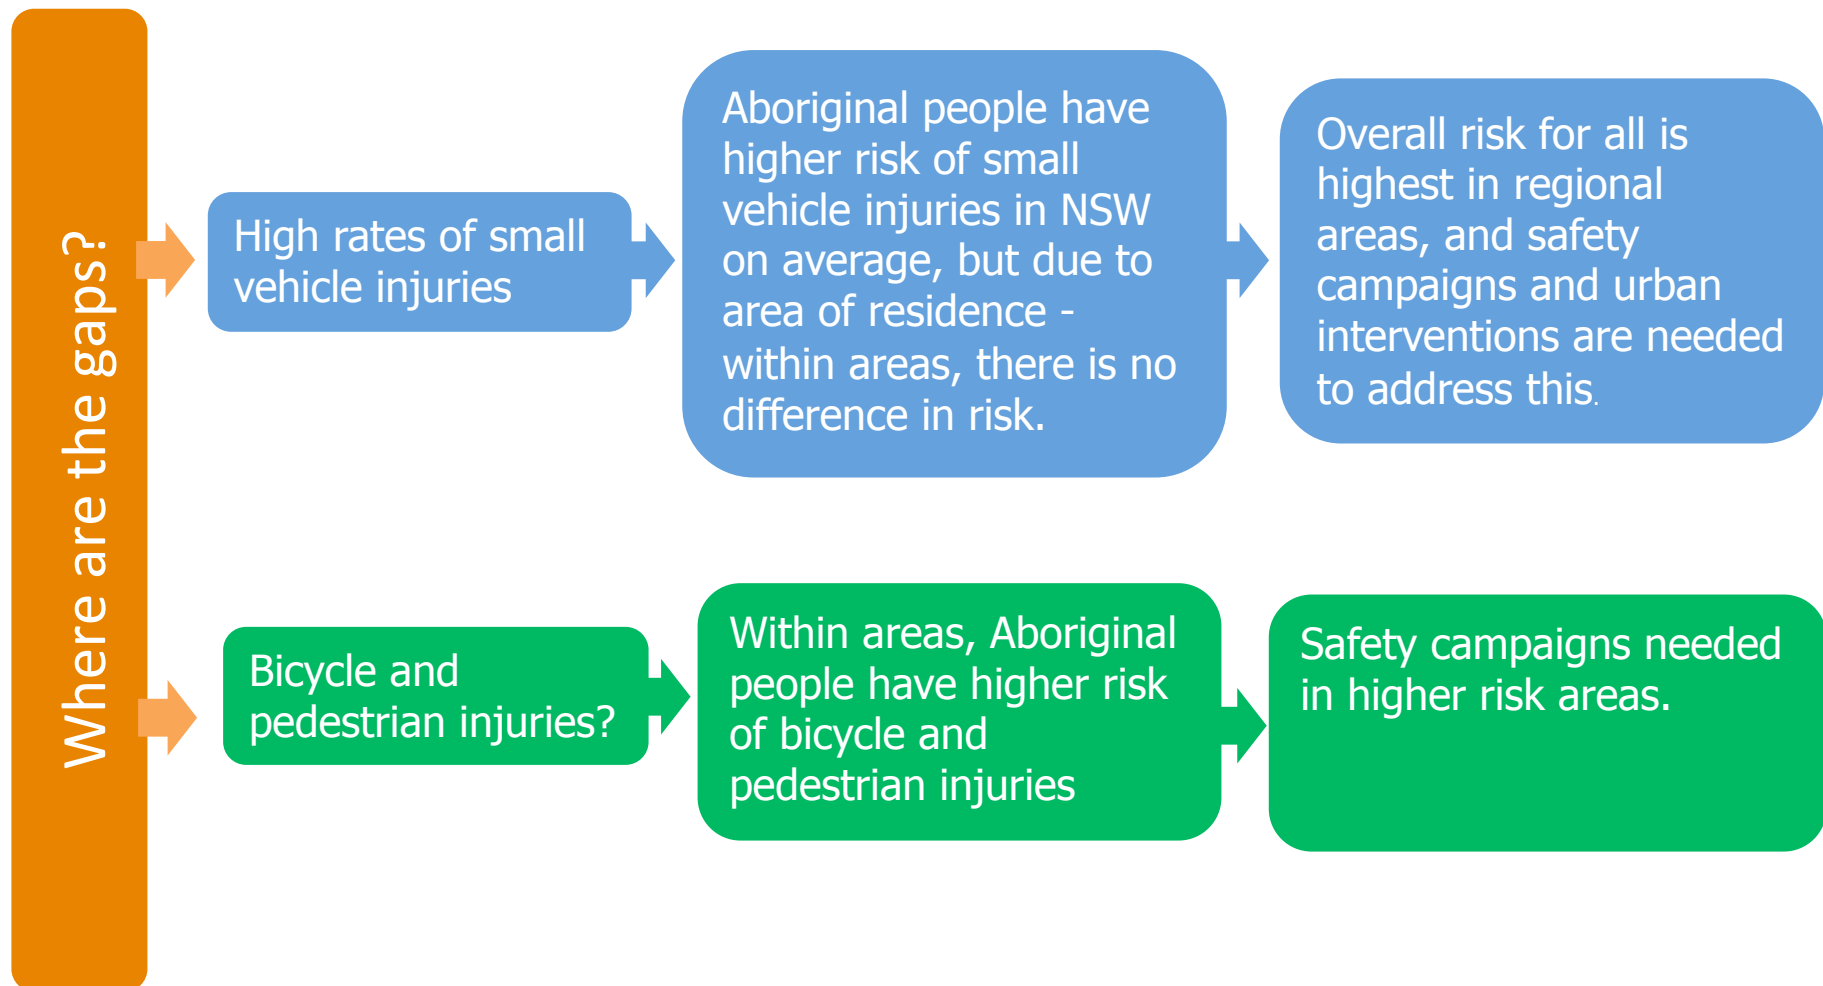 Where are the gaps?
High rates of small
vehicle injuries
Aboriginal people have
higher risk of small
vehicle injuries in NSW
on average, but due to
area of residence -
within areas, there is no
difference in risk.
Overall risk for all is
highest in regional
areas, and safety
campaigns and urban
interventions are needed
to address this.
Bicycle and
pedestrian injuries?
Within areas, Aboriginal
people have higher risk
of bicycle and
pedestrian injuries
Safety campaigns needed
in higher risk areas.